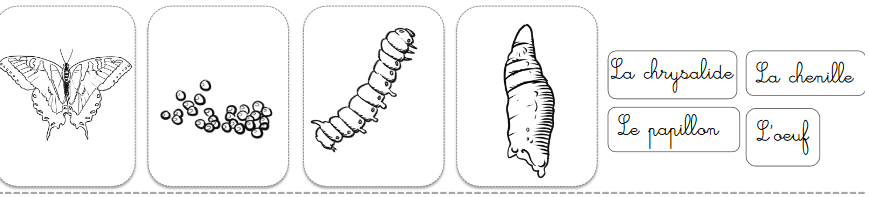 La chrysalide
La chenille
Le papillon
L'oeuf